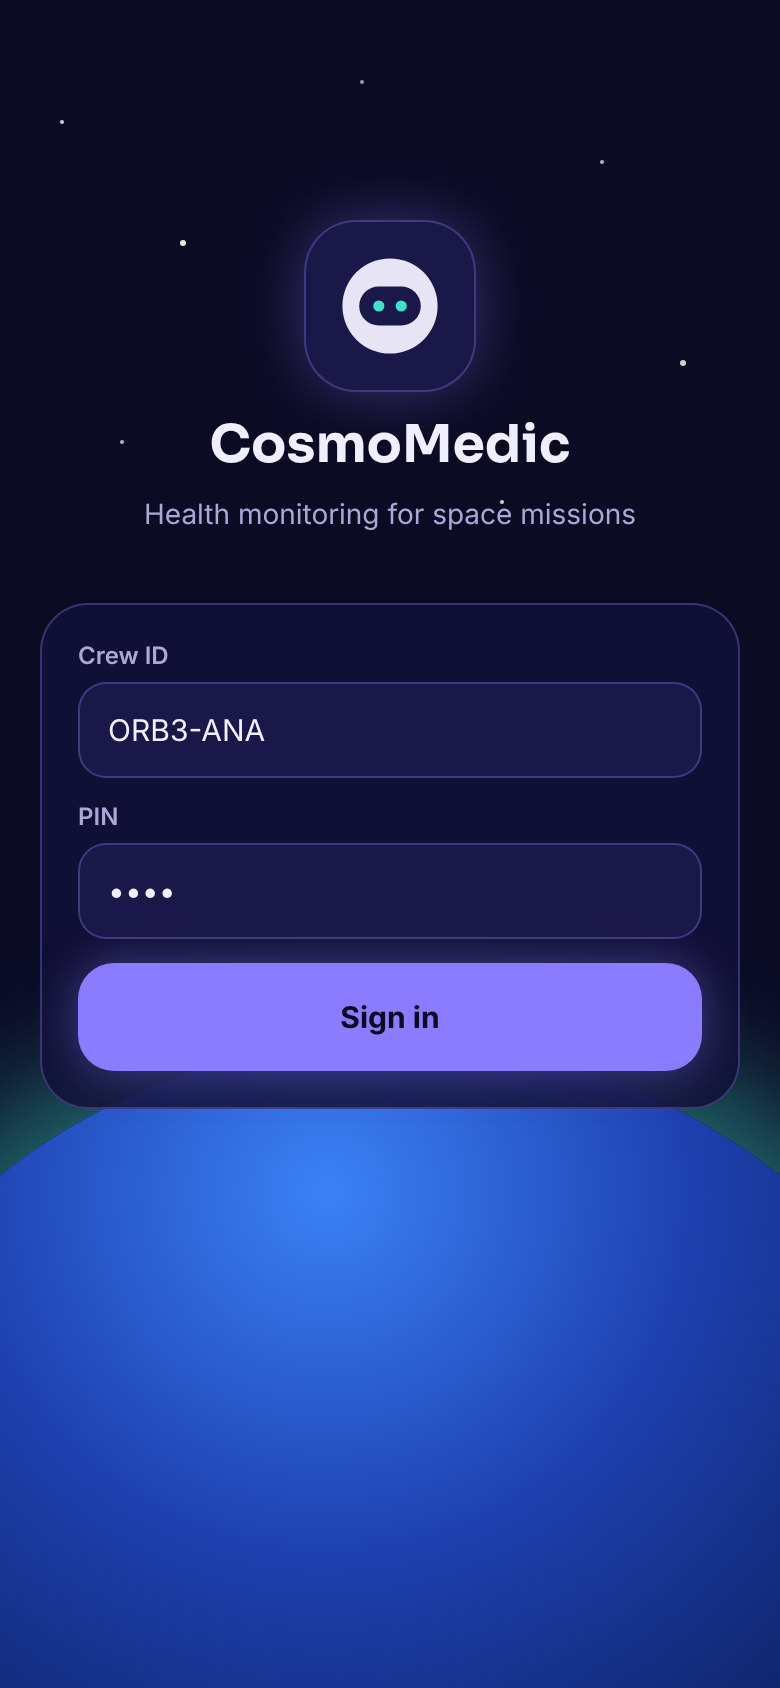 CosmoMedic
Health monitoring for space missions
Crew ID
ORB3-ANA
PIN
••••
Sign in